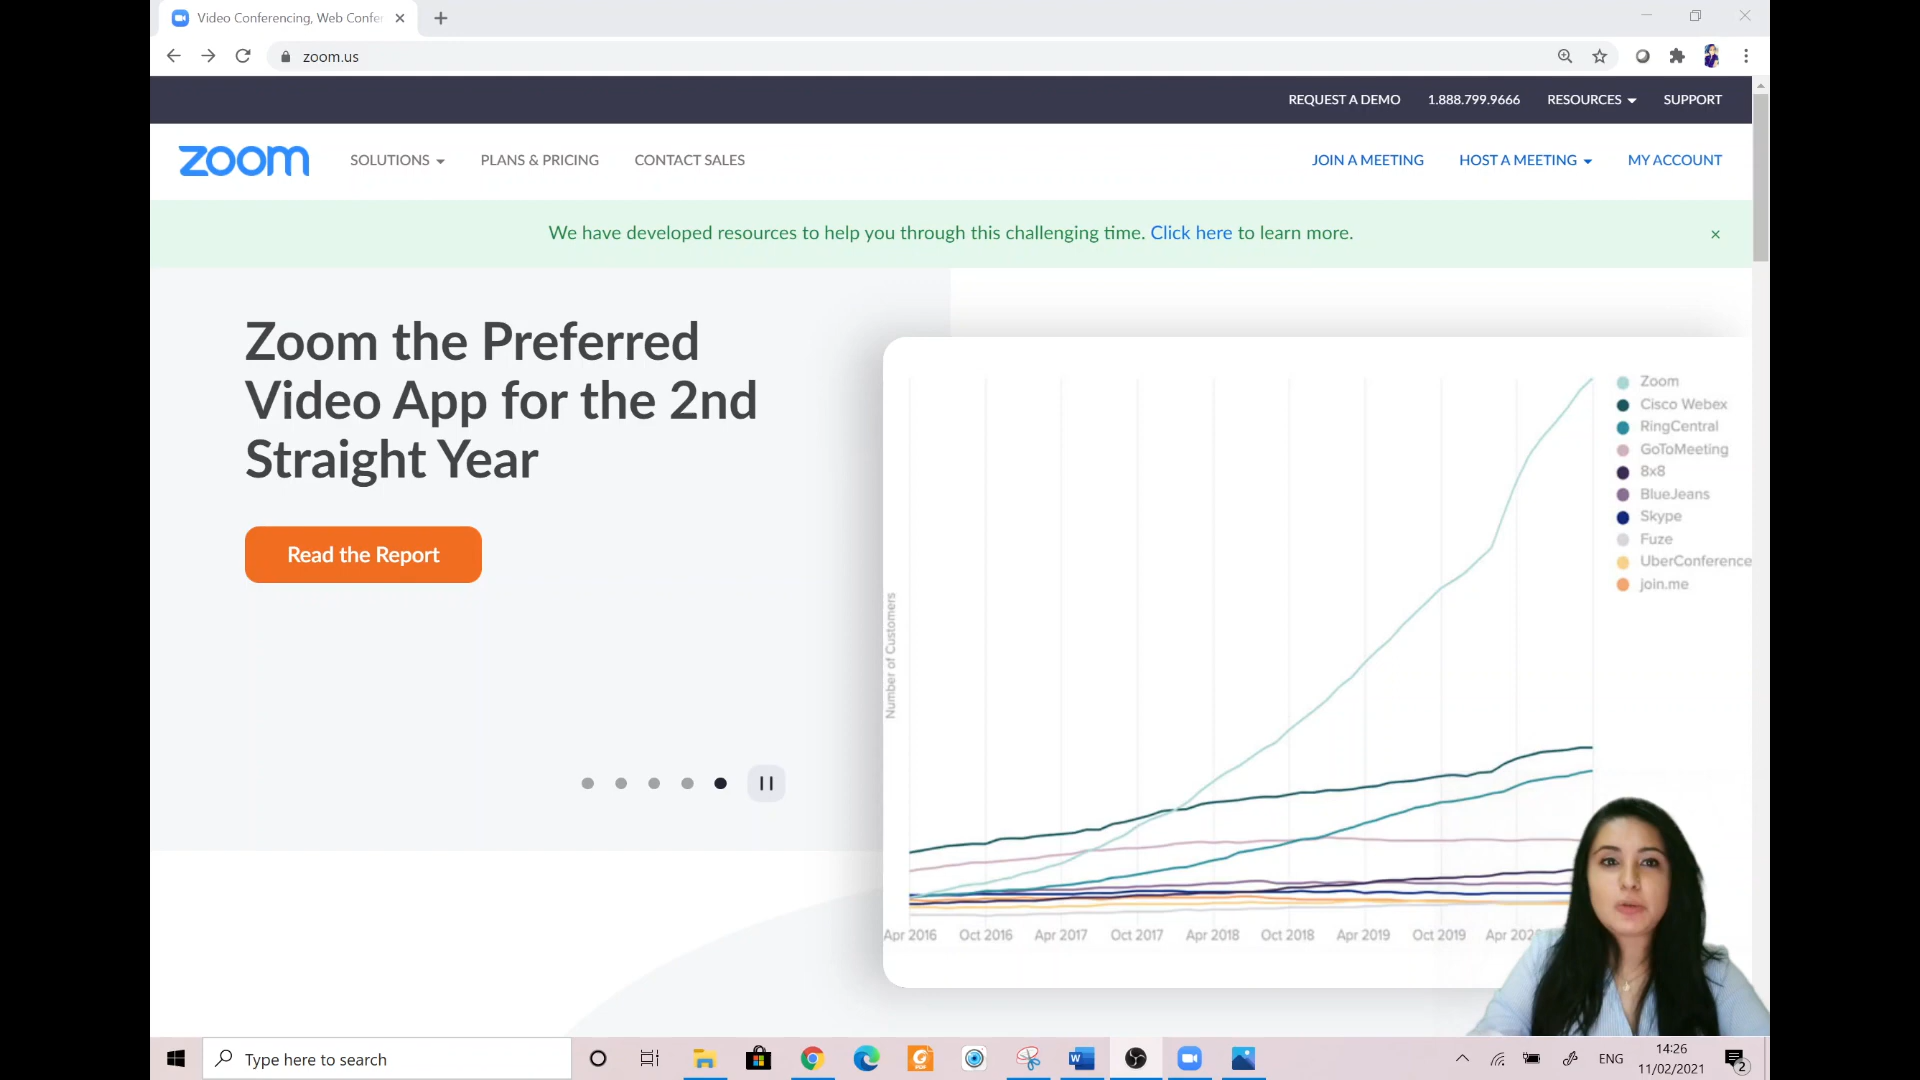 Video Conferencing, Web Confer
zoom.us
REQUEST A DEMO 1.888.799.9666 RESOURCES SUPPORT
zoom SOLUTIONS PLANS & PRICING CONTACT SALES JOIN A MEETING HOST A MEETING MY ACCOUNT
We have developed resources to help you through this challenging time. Click here to learn more.
Zoom the Preferred
Video App for the 2nd
Straight Year
Read the Report
Zoom
Cisco Webex
RingCentral
GoToMeeting
8x8
BlueJeans
Skype
Fuze
UberConference
join.me
Number of Customers
Apr 2016 Oct 2016 Apr 2017 Oct 2017 Apr 2018 Oct 2018 Apr 2019 Oct 2019 Apr 202
Type here to search
ENG
14:26
11/02/2021
2